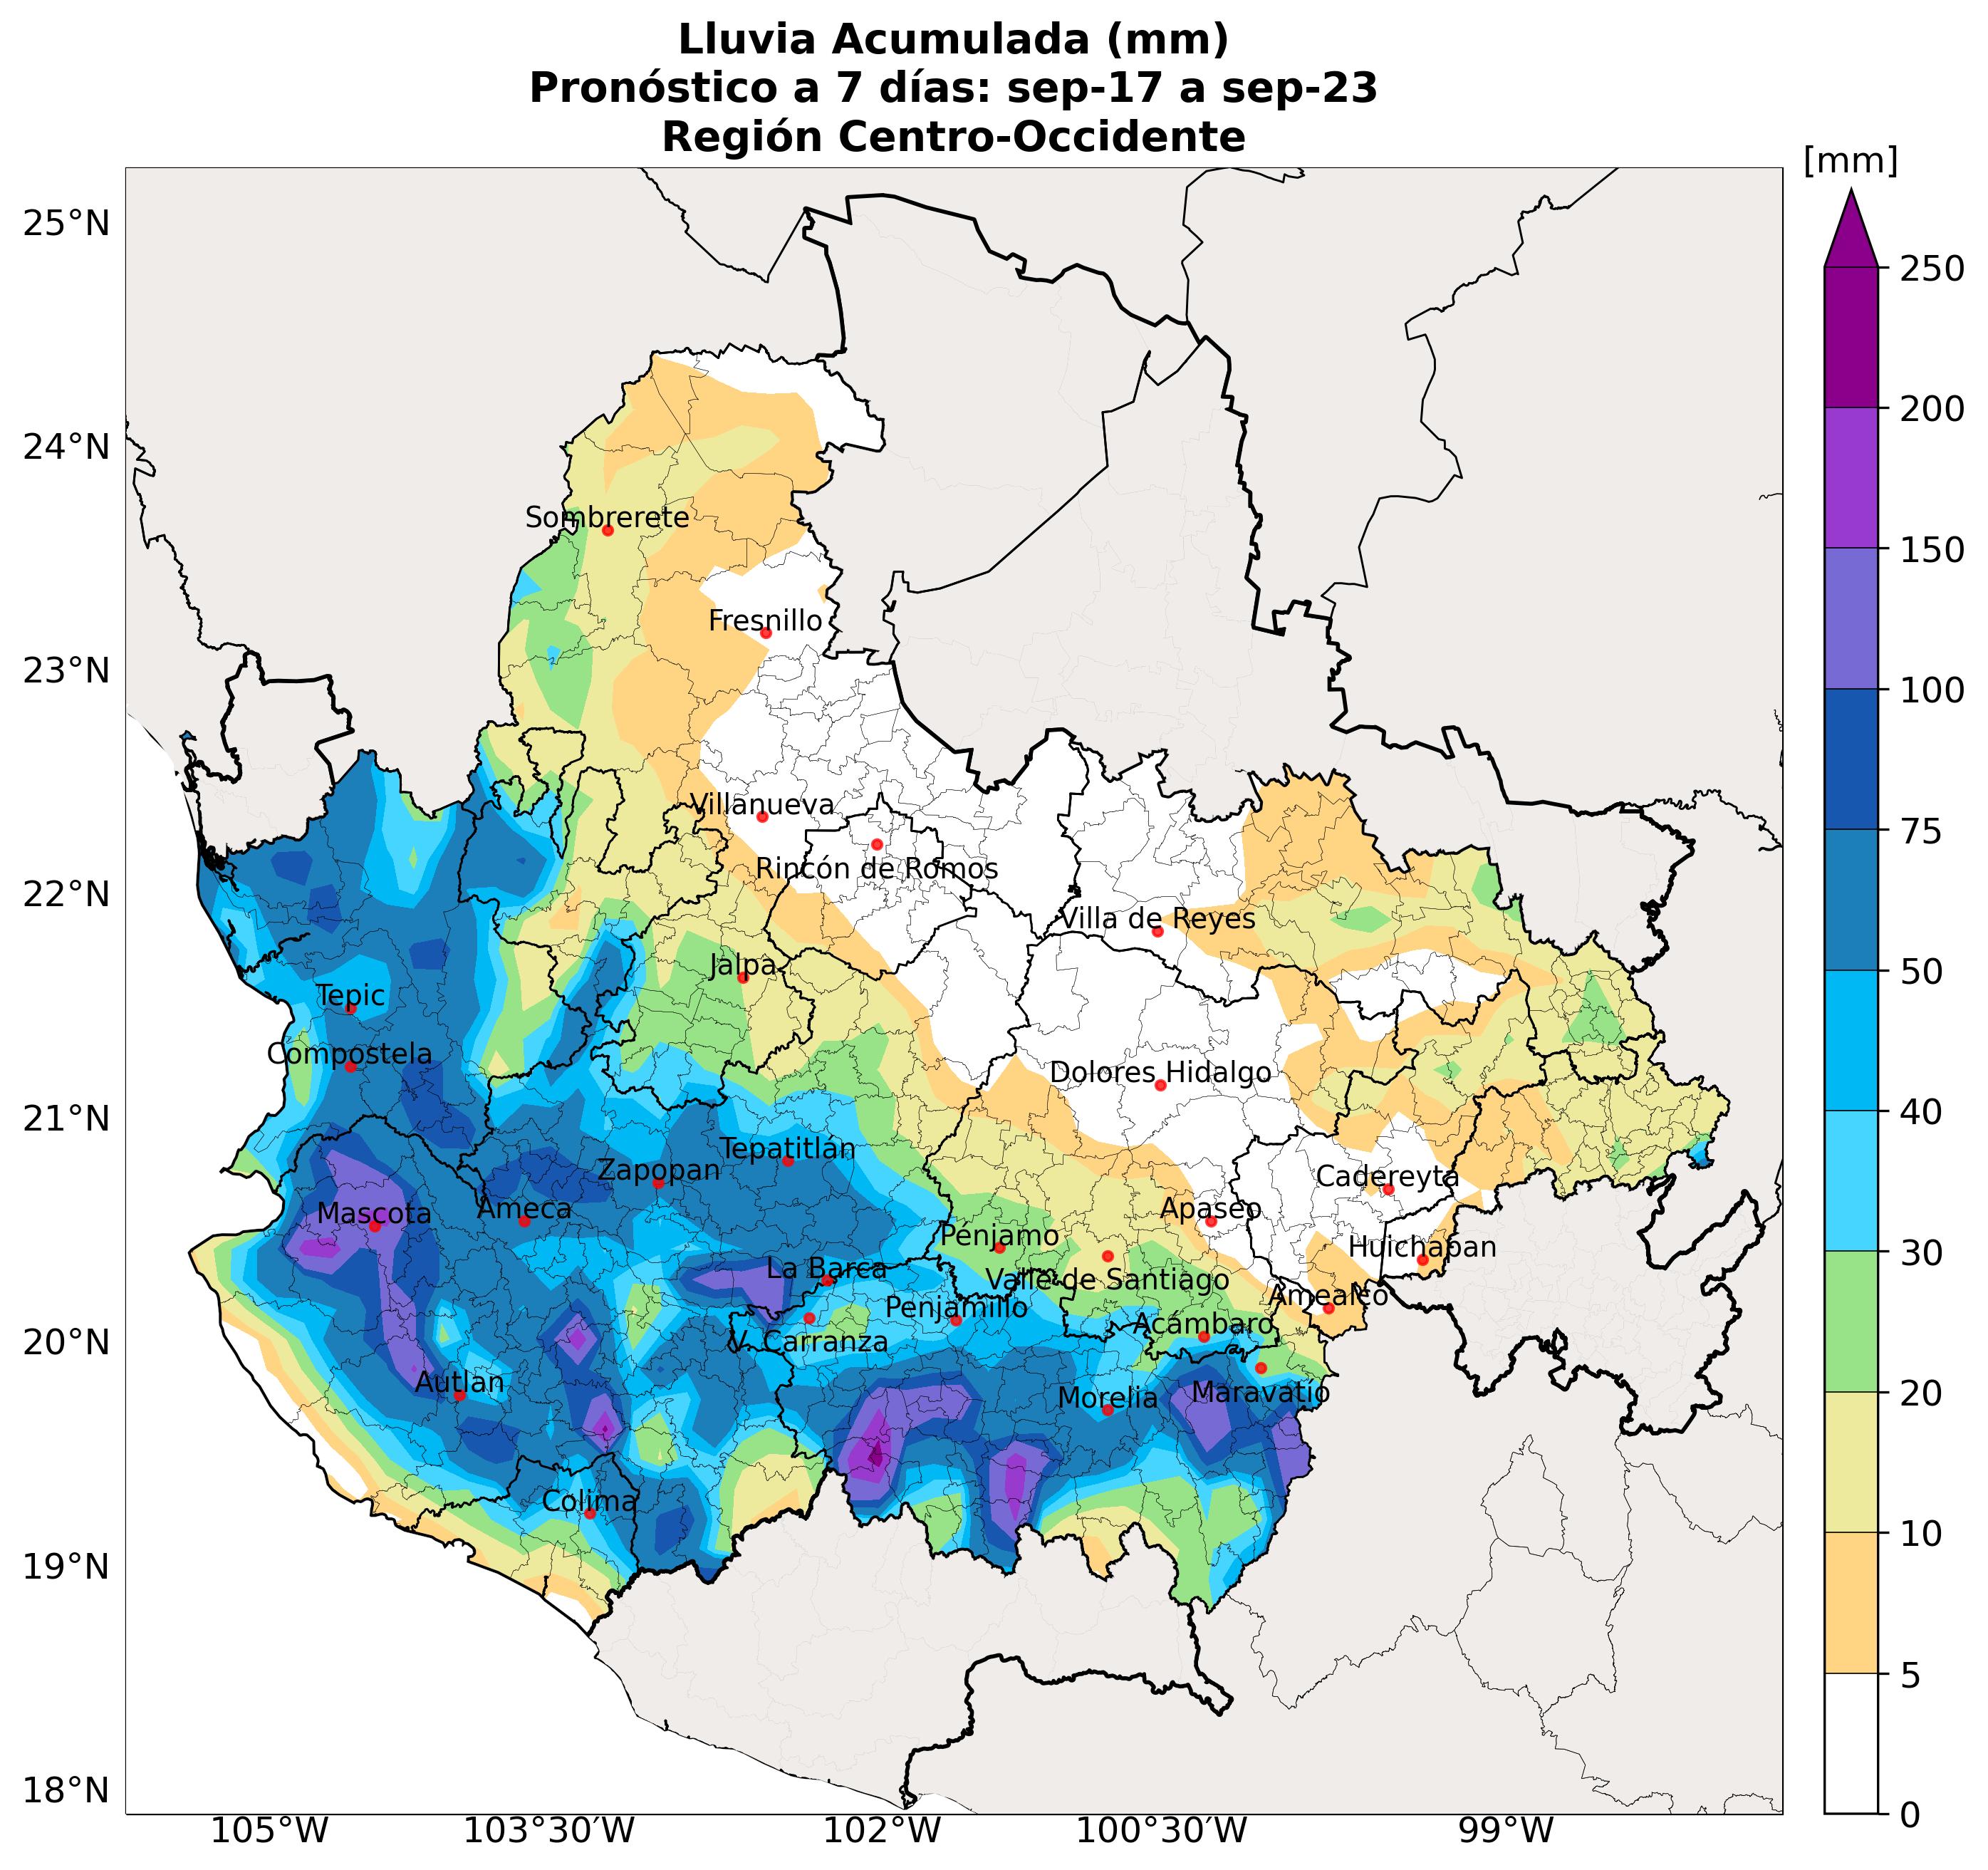 Lluvia Acumulada (mm)
Pronóstico a 7 días: sep-17 a sep-23
Región Centro-Occidente
[mm]
25°N
24°N
23°N
22°N
21°N
20°N
19°N
18°N
105°W
103°30'W
102°W
100°30'W
99°W
250
200
150
100
75
50
40
30
20
10
5
0
Sombrerete
Fresnillo
Villanueva
Rincón de Romos
Villa de Reyes
Jalpa
Tepic
Compostela
Dolores Hidalgo
Tepatitlán
Zapopan
Cadereyta
Mascota
Ameca
Apaseo
Pénjamo
Huichapan
La Barca
Valle de Santiago
Amealco
Penjamillo
Acámbaro
V. Carranza
Autlán
Morelia
Maravatío
Colima